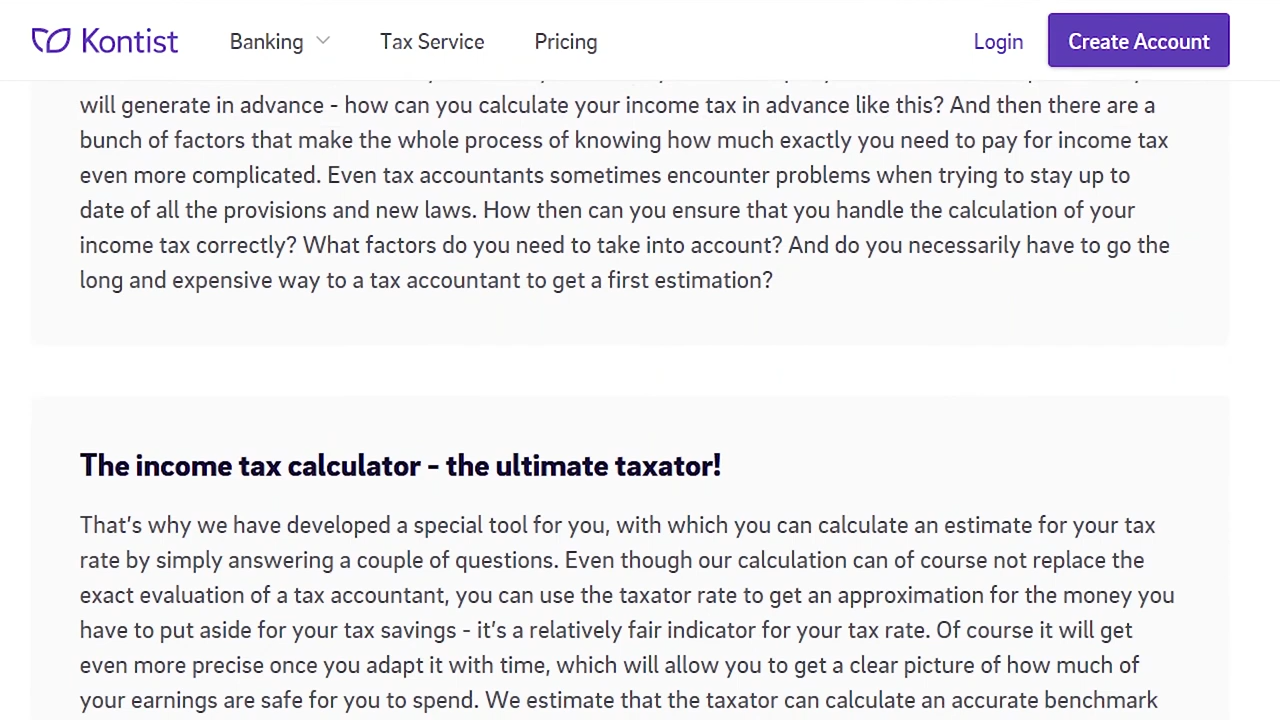 Kontist Banking Tax Service Pricing Login Create Account
will generate in advance - how can you calculate your income tax in advance like this? And then there are a
bunch of factors that make the whole process of knowing how much exactly you need to pay for income tax
even more complicated. Even tax accountants sometimes encounter problems when trying to stay up to
date of all the provisions and new laws. How then can you ensure that you handle the calculation of your
income tax correctly? What factors do you need to take into account? And do you necessarily have to go the
long and expensive way to a tax accountant to get a first estimation?
The income tax calculator - the ultimate taxator!
That's why we have developed a special tool for you, with which you can calculate an estimate for your tax
rate by simply answering a couple of questions. Even though our calculation can of course not replace the
exact evaluation of a tax accountant, you can use the taxator rate to get an approximation for the money you
have to put aside for your tax savings - it's a relatively fair indicator for your tax rate. Of course it will get
even more precise once you adapt it with time, which will allow you to get a clear picture of how much of
your earnings are safe for you to spend. We estimate that the taxator can calculate an accurate benchmark